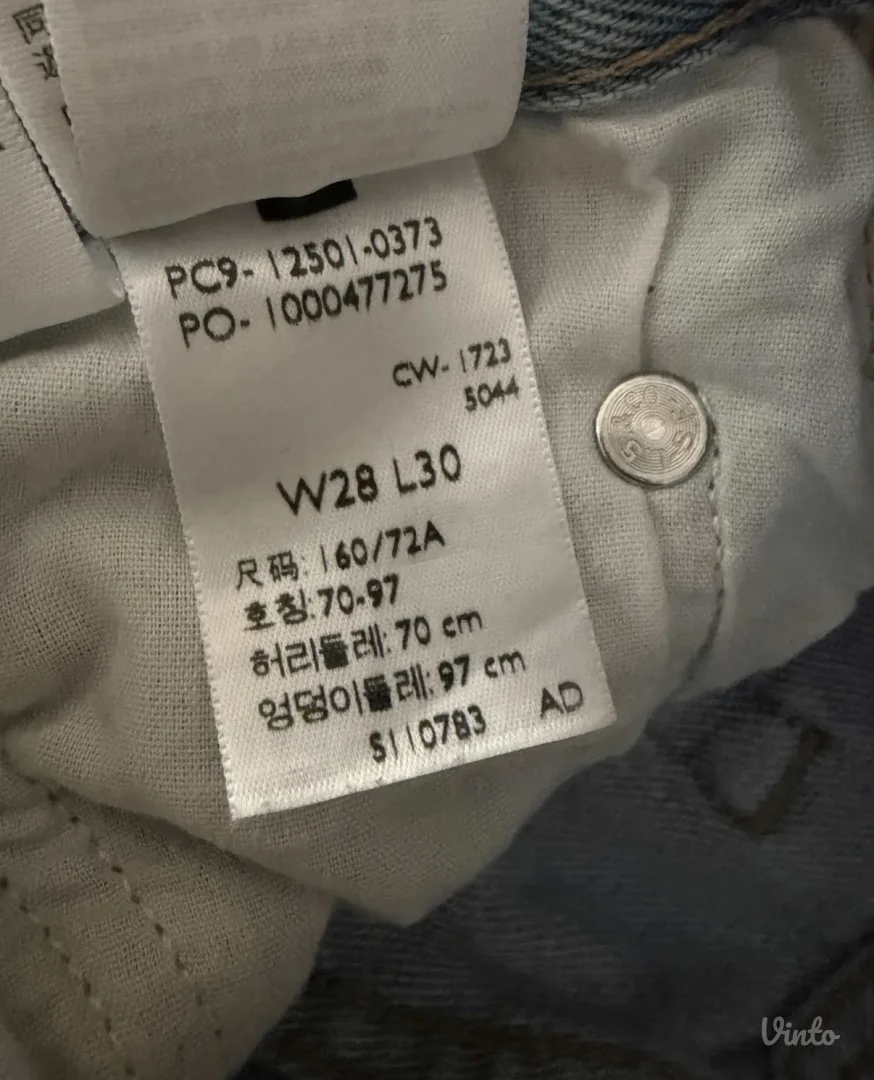 PC9- 12501-0373
PO- 1000477275
CW- 1723
5044
W28 L30
尺码: 160/72A
호칭: 70-97
허리둘레: 70 cm
엉덩이둘레: 97 cm
S110783 AD
Vinto